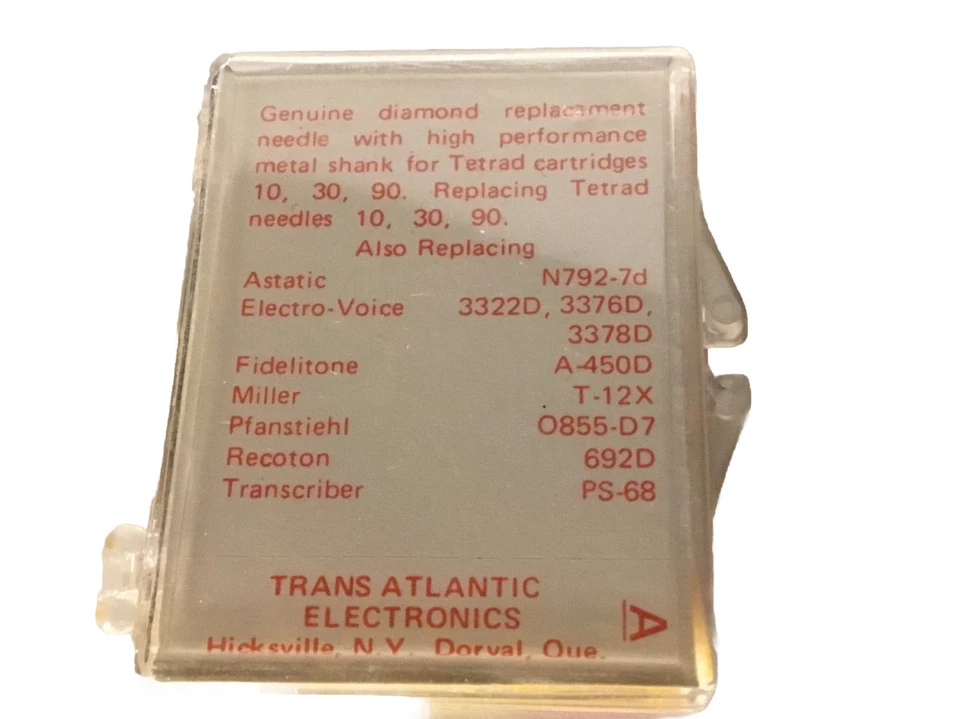 Genuine diamond replacement
needle with high performance
metal shank for Tetrad cartridges
10, 30, 90. Replacing Tetrad
needles 10, 30, 90.
Also Replacing
Astatic N792-7d
Electro-Voice 3322D, 3376D,
3378D
Fidelitone A-450D
Miller T-12X
Pfanstiehl O855-D7
Recoton 692D
Transcriber PS-68
TRANS ATLANTIC
ELECTRONICS
Hicksville, N.Y. Dorval, Que.
A